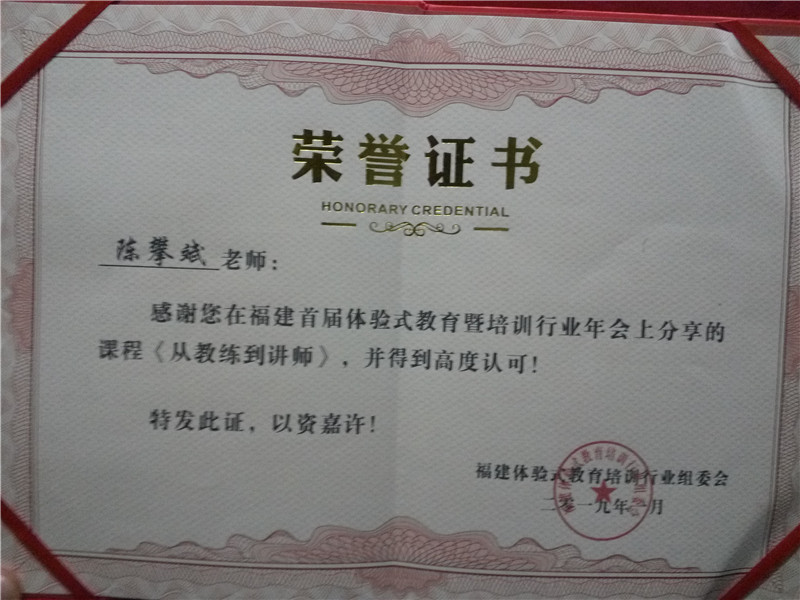 荣誉证书
HONORARY CREDENTIAL
陈攀斌 老师：
感谢您在福建首届体验式教育暨培训行业年会上分享的
课程《从教练到讲师》，并得到高度认可！
特发此证，以资嘉许！
福建体验式教育培训行业组委会
二零一九年一月